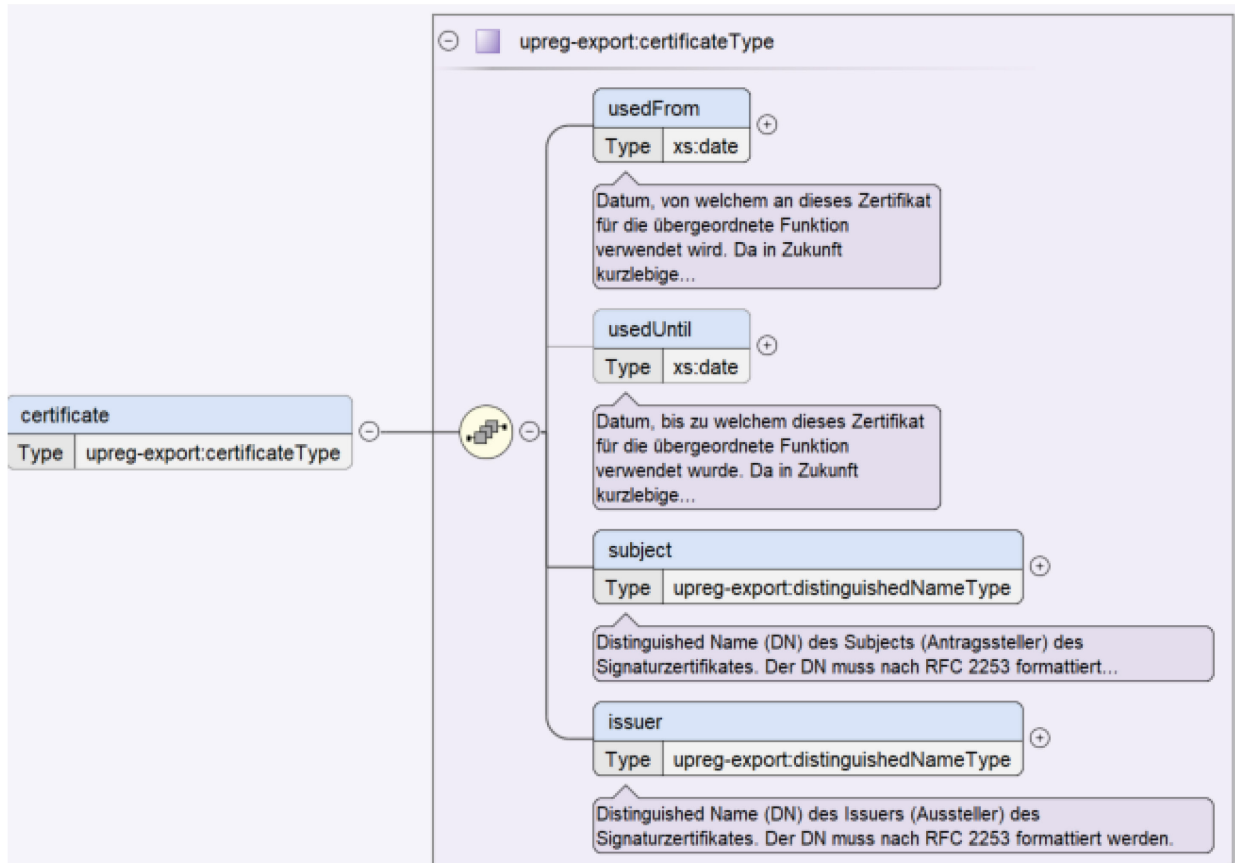 upreg-export:certificateType
usedFrom
Type xs:date
Datum, von welchem an dieses Zertifikat
für die übergeordnete Funktion
verwendet wird. Da in Zukunft
kurzlebige...
usedUntil
Type xs:date
Datum, bis zu welchem dieses Zertifikat
für die übergeordnete Funktion
verwendet wurde. Da in Zukunft
kurzlebige...
certificate
Type upreg-export:certificateType
subject
Type upreg-export:distinguishedNameType
Distinguished Name (DN) des Subjects (Antragssteller) des
Signaturzertifikates. Der DN muss nach RFC 2253 formattiert...
issuer
Type upreg-export:distinguishedNameType
Distinguished Name (DN) des Issuers (Aussteller) des
Signaturzertifikates. Der DN muss nach RFC 2253 formattiert werden.